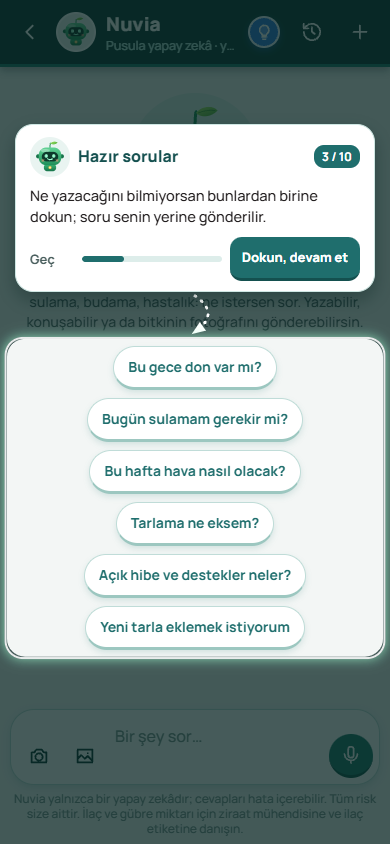 Nuvia
Pusula yapay zekâ · y...
Hazır sorular
3 / 10
Ne yazacağını bilmiyorsan bunlardan birine
dokun; soru senin yerine gönderilir.
Geç
Dokun, devam et
sulama, budama, hastalık, ne istersen sor. Yazabilir,
konuşabilir ya da bitkinin fotoğrafını gönderebilirsin.
Bu gece don var mı?
Bugün sulamam gerekir mi?
Bu hafta hava nasıl olacak?
Tarlama ne eksem?
Açık hibe ve destekler neler?
Yeni tarla eklemek istiyorum
Bir şey sor...
Nuvia yalnızca bir yapay zekâdır; cevapları hata içerebilir. Tüm risk
size aittir. İlaç ve gübre miktarı için ziraat mühendisine ve ilaç
etiketine danışın.